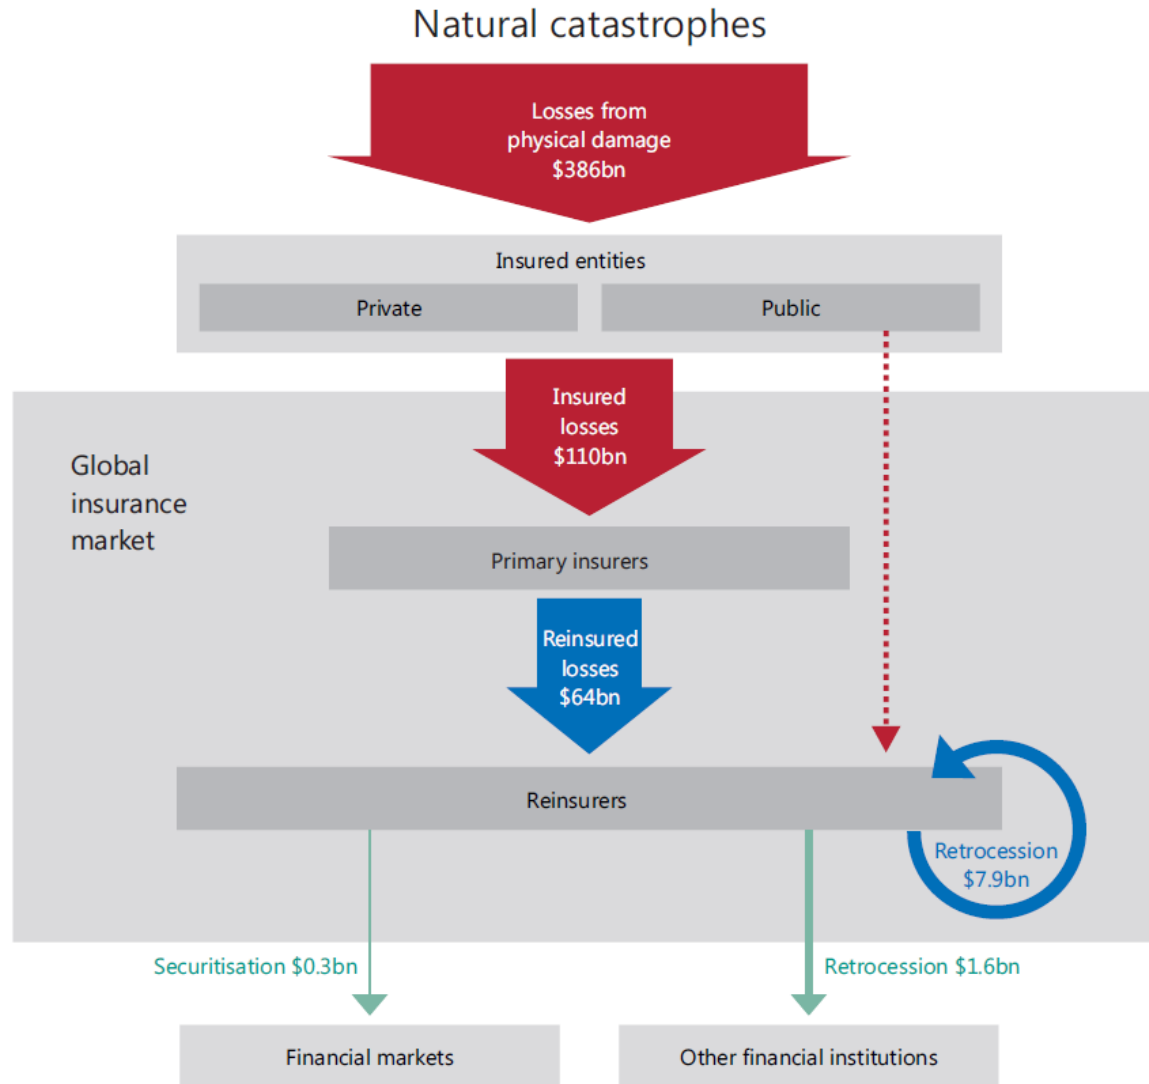 Natural catastrophes
Losses from
physical damage
$386bn
Insured entities
Private
Public
Insured
losses
$110bn
Global
insurance
market
Primary insurers
Reinsured
losses
$64bn
Reinsurers
Retrocession
$7.9bn
Securitisation $0.3bn
Retrocession $1.6bn
Financial markets
Other financial institutions